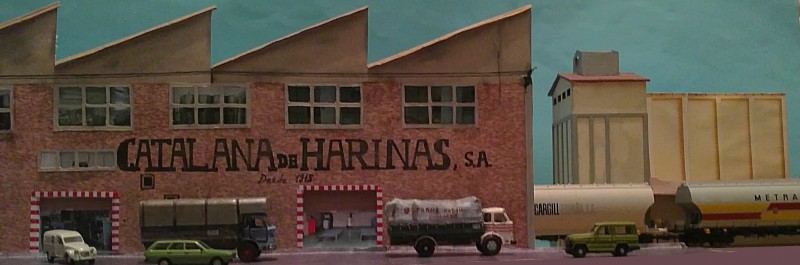 CATALANA DE HARINAS, S.A.
Desde 1915
CARGILL
METRA